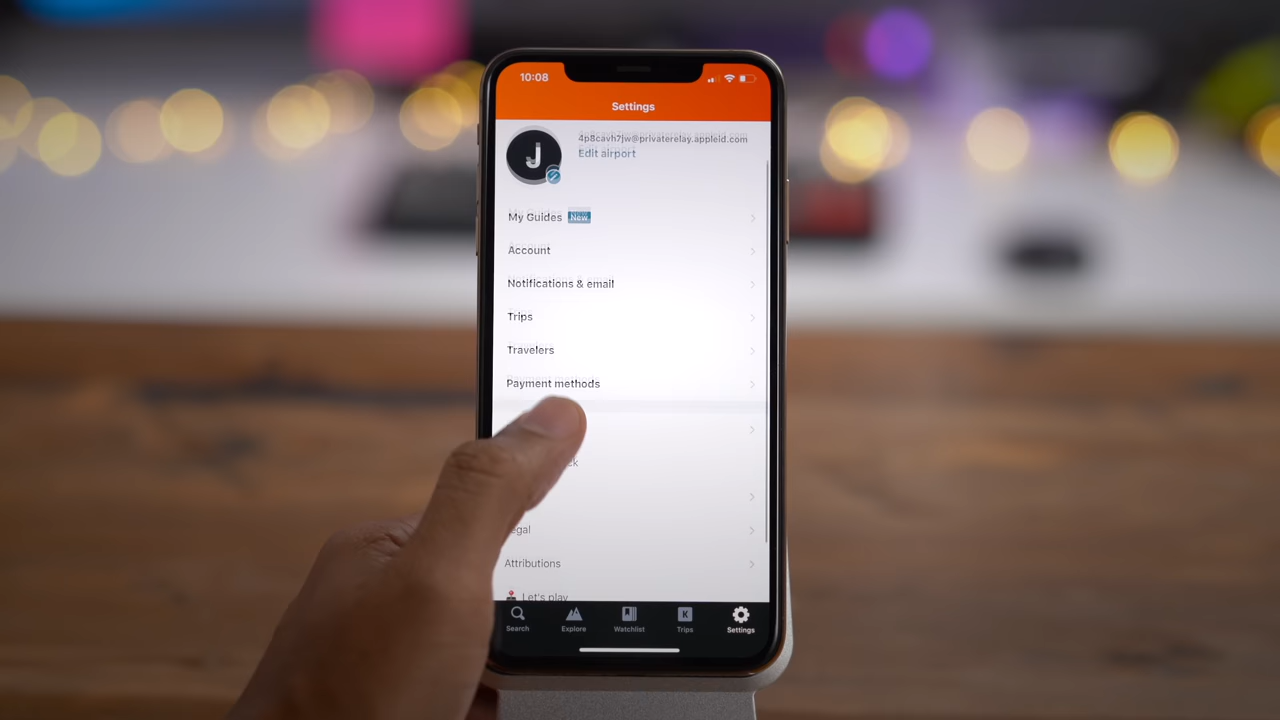 10:08
Settings
J
4p8cavh7jw@privaterelay.appleid.com
Edit airport
My Guides New
Account
Notifications & email
Trips
Travelers
Payment methods
Attributions
Let's play
Search Explore Watchlist K Trips Settings